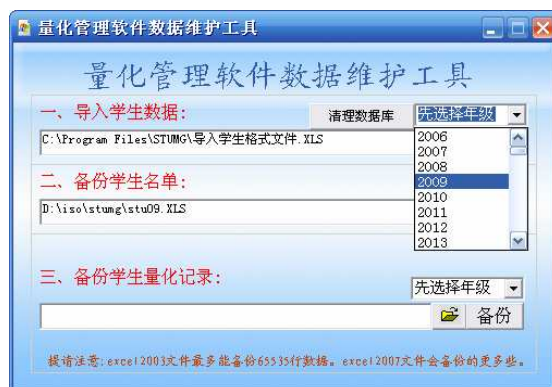 量化管理软件数据维护工具
量化管理软件数据维护工具
一、导入学生数据:
清理数据库
先选择年级
C:\Program Files\STUMG\导入学生格式文件.XLS
2006
2007
2008
2009
2010
2011
2012
2013
二、备份学生名单:
D:\iso\stumg\stu09.XLS
三、备份学生量化记录:
先选择年级
备份
提请注意:excel2003文件最多能备份65535行数据。excel2007文件会备份的更多些。